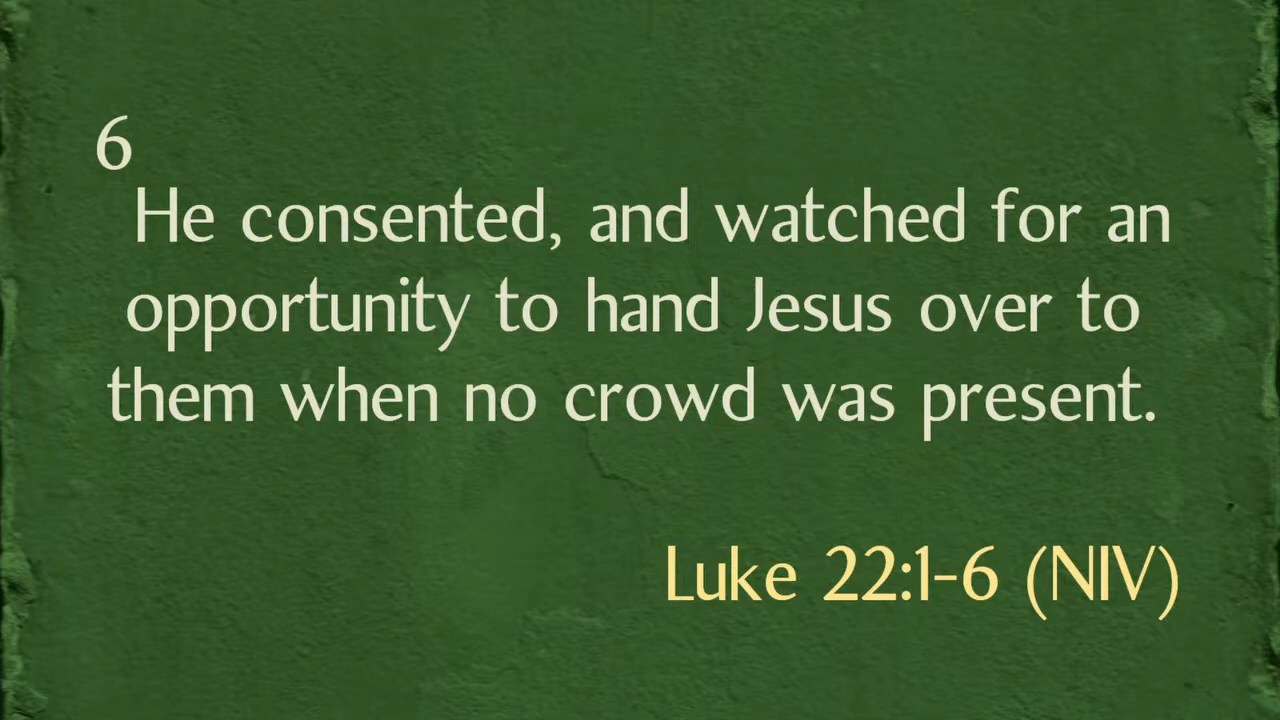 6
He consented, and watched for an
opportunity to hand Jesus over to
them when no crowd was present.
Luke 22:1-6 (NIV)